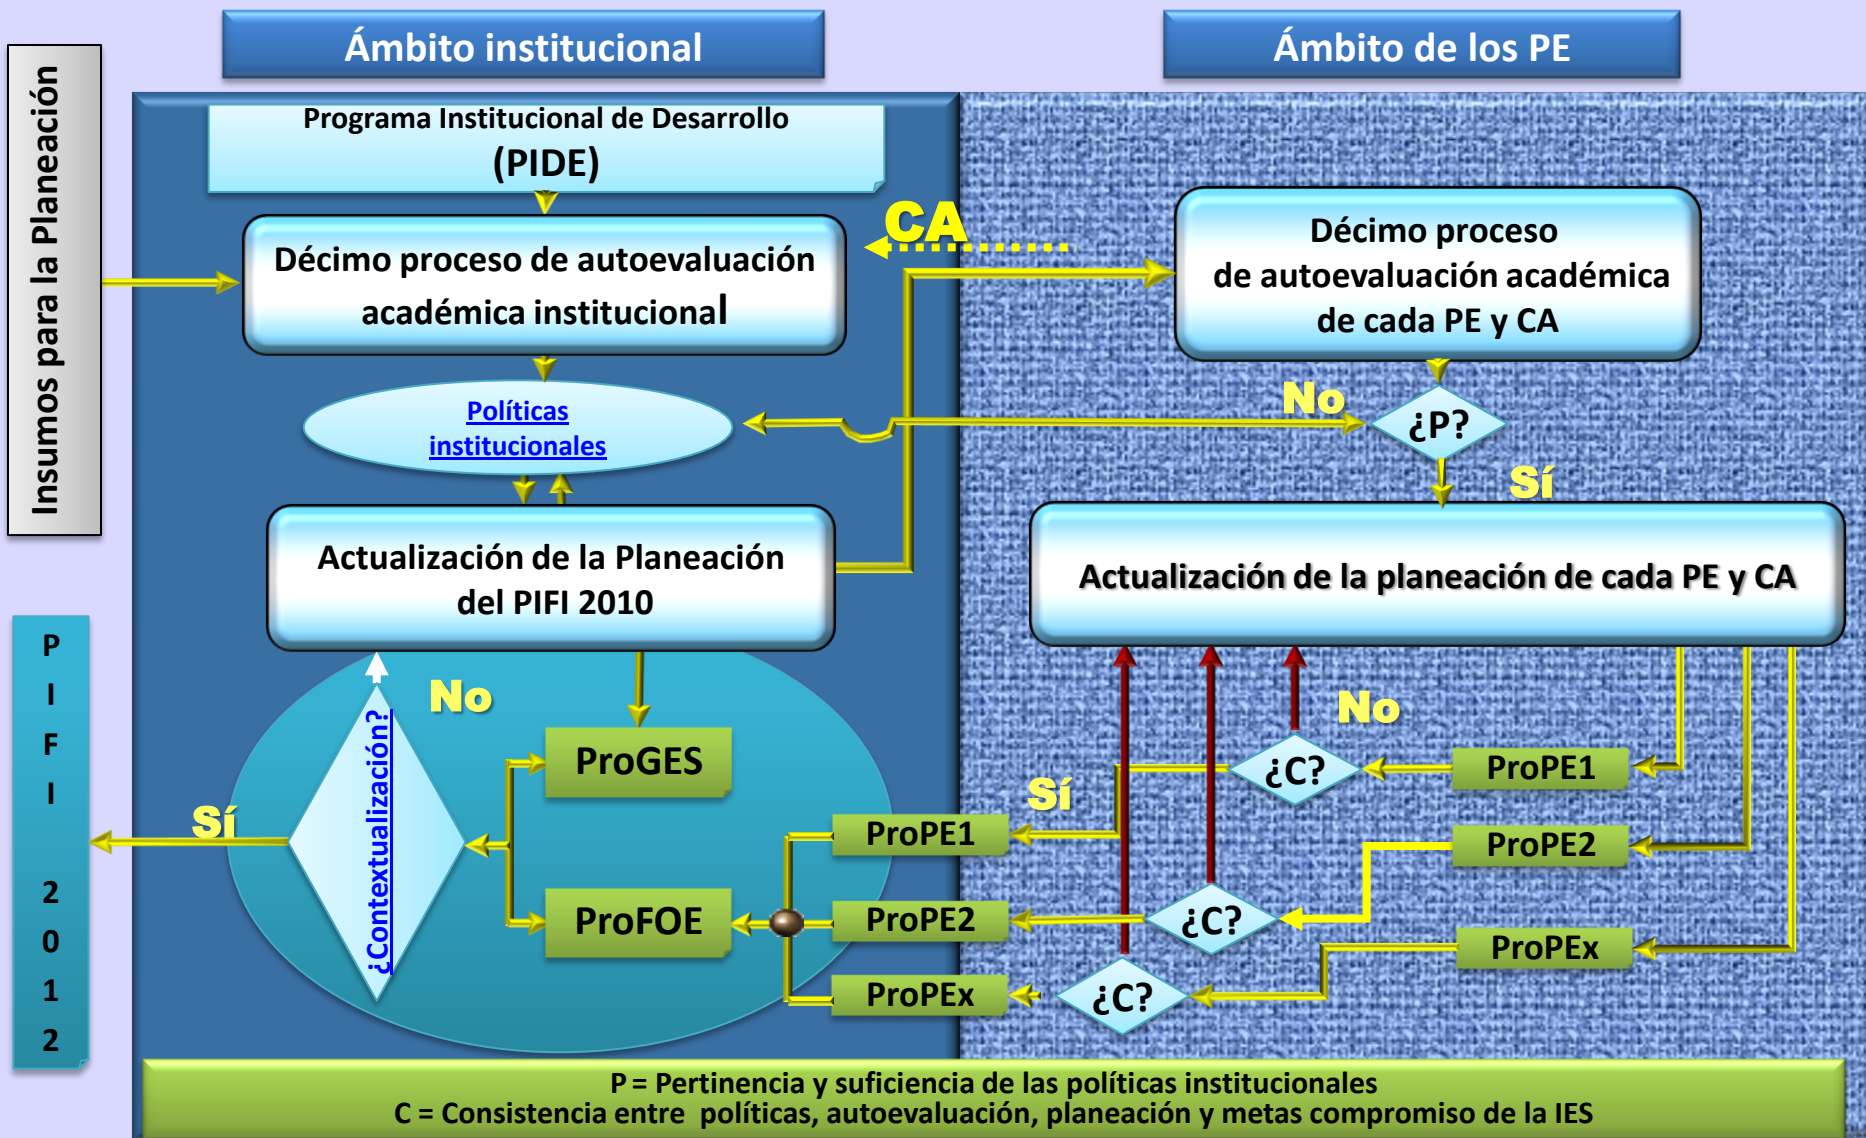 Ámbito institucional
Ámbito de los PE
Insumos para la Planeación
Programa Institucional de Desarrollo
(PIDE)
CA
Décimo proceso de autoevaluación
académica institucional
Décimo proceso
de autoevaluación académica
de cada PE y CA
Políticas
institucionales
No
¿P?
Sí
Actualización de la Planeación
del PIFI 2010
Actualización de la planeación de cada PE y CA
P
I
F
I
2
0
1
2
No
¿Contextualización?
Sí
ProGES
ProFOE
No
¿C?
ProPE1
Sí
ProPE1
ProPE2
ProPE2
¿C?
ProPEx
ProPEx
¿C?
P = Pertinencia y suficiencia de las políticas institucionales
C = Consistencia entre políticas, autoevaluación, planeación y metas compromiso de la IES